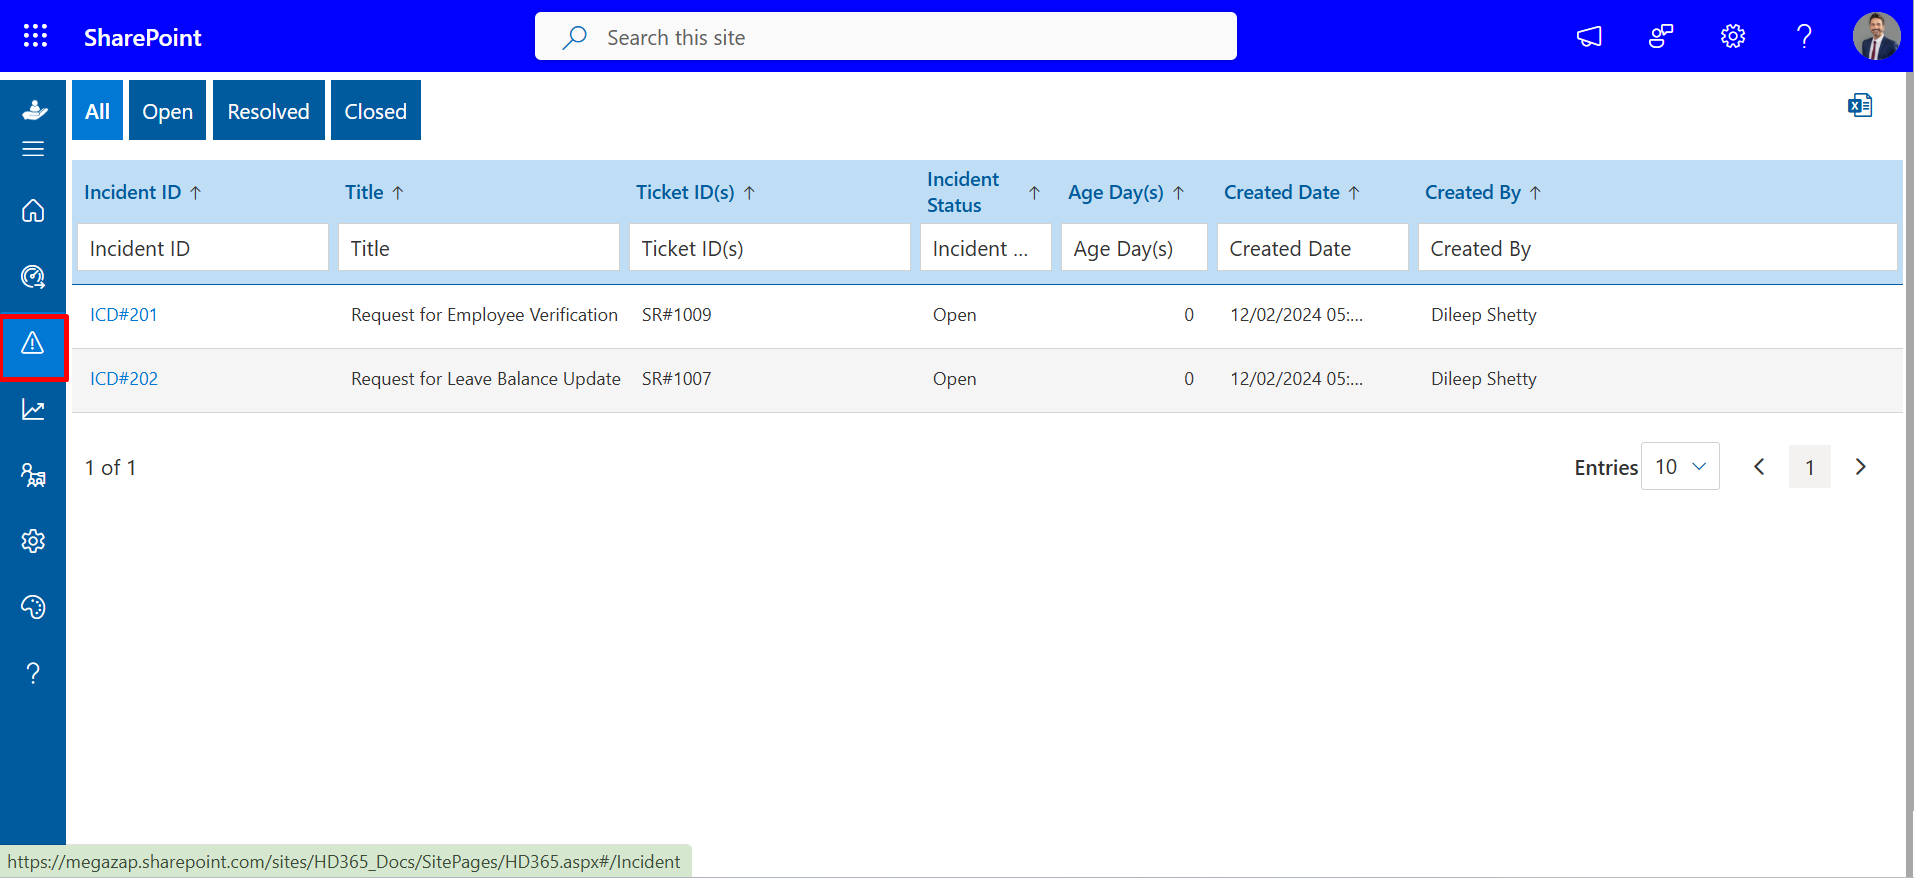 SharePoint
Search this site
All Open Resolved Closed
Incident ID ↑ Title ↑ Ticket ID(s) ↑ Incident Status ↑ Age Day(s) ↑ Created Date ↑ Created By ↑
Incident ID Title Ticket ID(s) Incident ... Age Day(s) Created Date Created By
ICD#201 Request for Employee Verification SR#1009 Open 0 12/02/2024 05:... Dileep Shetty
ICD#202 Request for Leave Balance Update SR#1007 Open 0 12/02/2024 05:... Dileep Shetty
1 of 1 Entries 10 1
https://megazap.sharepoint.com/sites/HD365_Docs/SitePages/HD365.aspx#/Incident